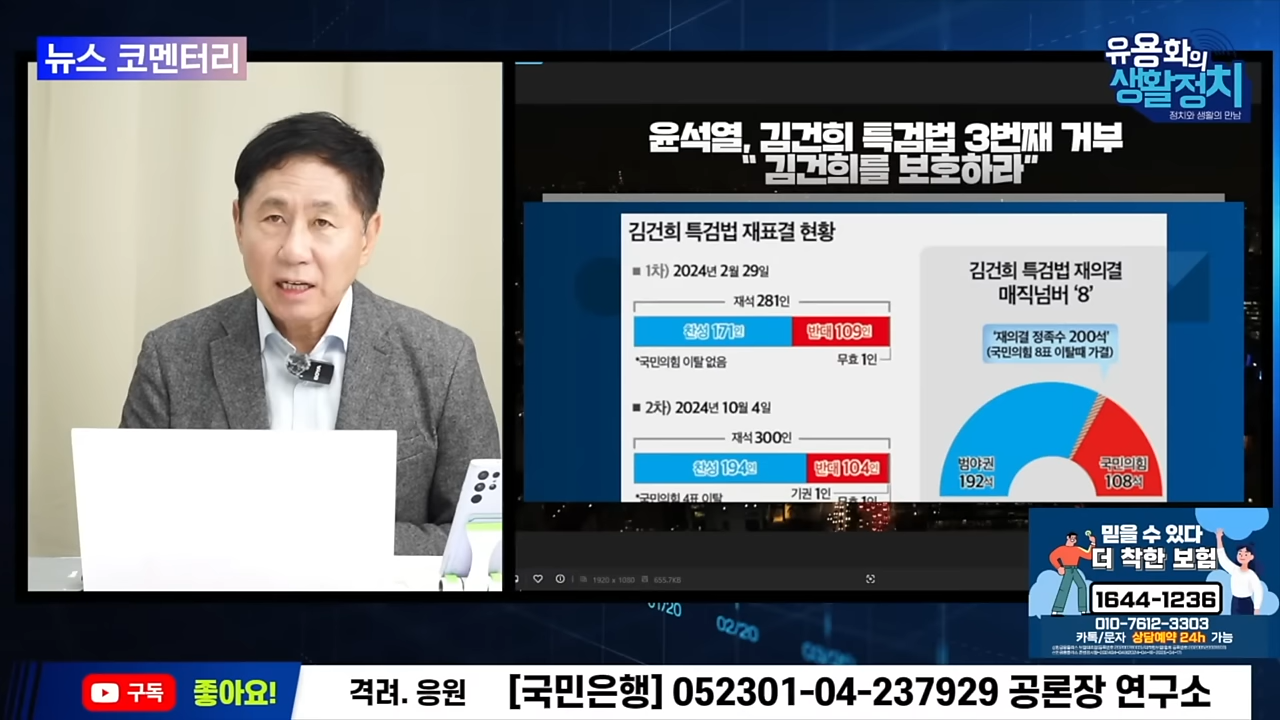 뉴스 코멘터리
유용화의
생활정치
정치와 생활의 만남
윤석열, 김건희 특검법 3번째 거부
“김건희를 보호하라”
김건희 특검법 재표결 현황
■ 1차) 2024년 2월 29일
재석 281인
찬성 171인
반대 109인
*국민의힘 이탈 없음
무효 1인
■ 2차) 2024년 10월 4일
재석 300인
찬성 194인
반대 104인
기권 1인
*국민의힘 4표 이탈
무효 1인
김건희 특검법 재의결
매직넘버 ‘8’
‘재의결 정족수 200석’
(국민의힘 8표 이탈때 가결)
범야권
192석
국민의힘
108석
1920 x 1080
655.7KB
01/20
02/20
믿을 수 있다
더 착한 보험
1644-1236
010-7612-3303
카톡/문자 상담예약 24h 가능
구독
좋아요!
격려. 응원
[국민은행] 052301-04-237929 공론장 연구소